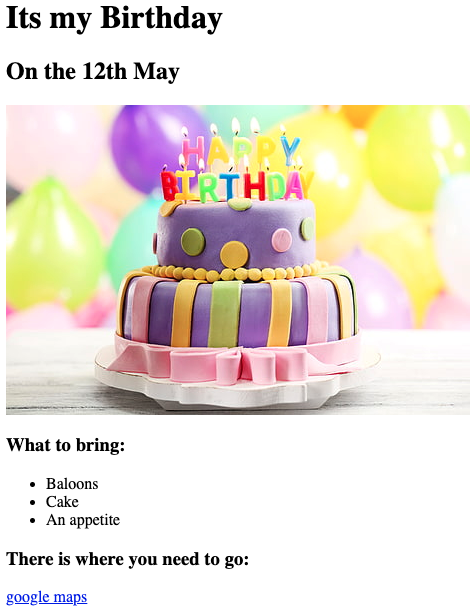 Its my Birthday
On the 12th May
HAPPY
BIRTHDAY
What to bring:
Baloons
Cake
An appetite
There is where you need to go:
google maps